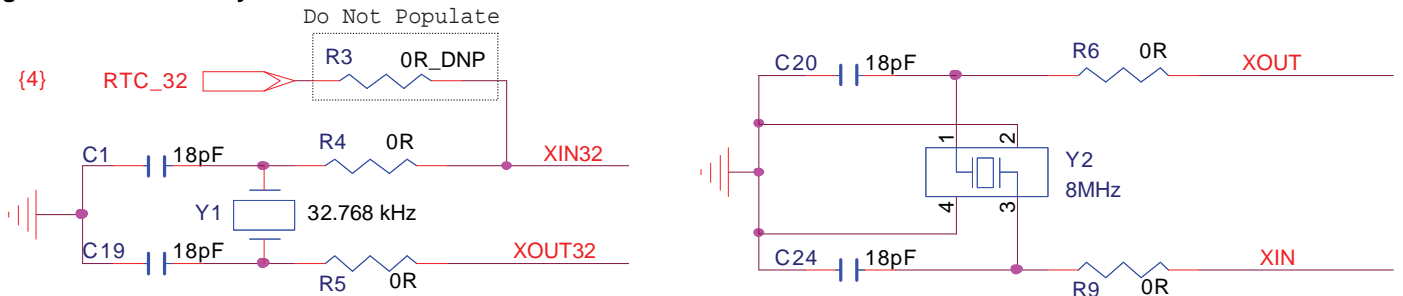 Do Not Populate
R3 0R_DNP
{4} RTC_32
C1 18pF R4 0R XIN32
Y1 32.768 kHz
C19 18pF R5 0R XOUT32
C20 18pF R6 0R XOUT
1 2
Y2
8MHz
4 3
C24 18pF R9 0R XIN